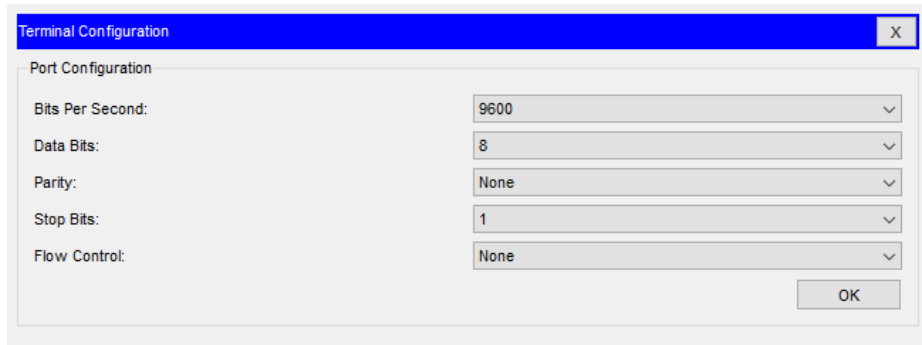 Terminal Configuration X
Port Configuration
Bits Per Second: 9600
Data Bits: 8
Parity: None
Stop Bits: 1
Flow Control: None
OK